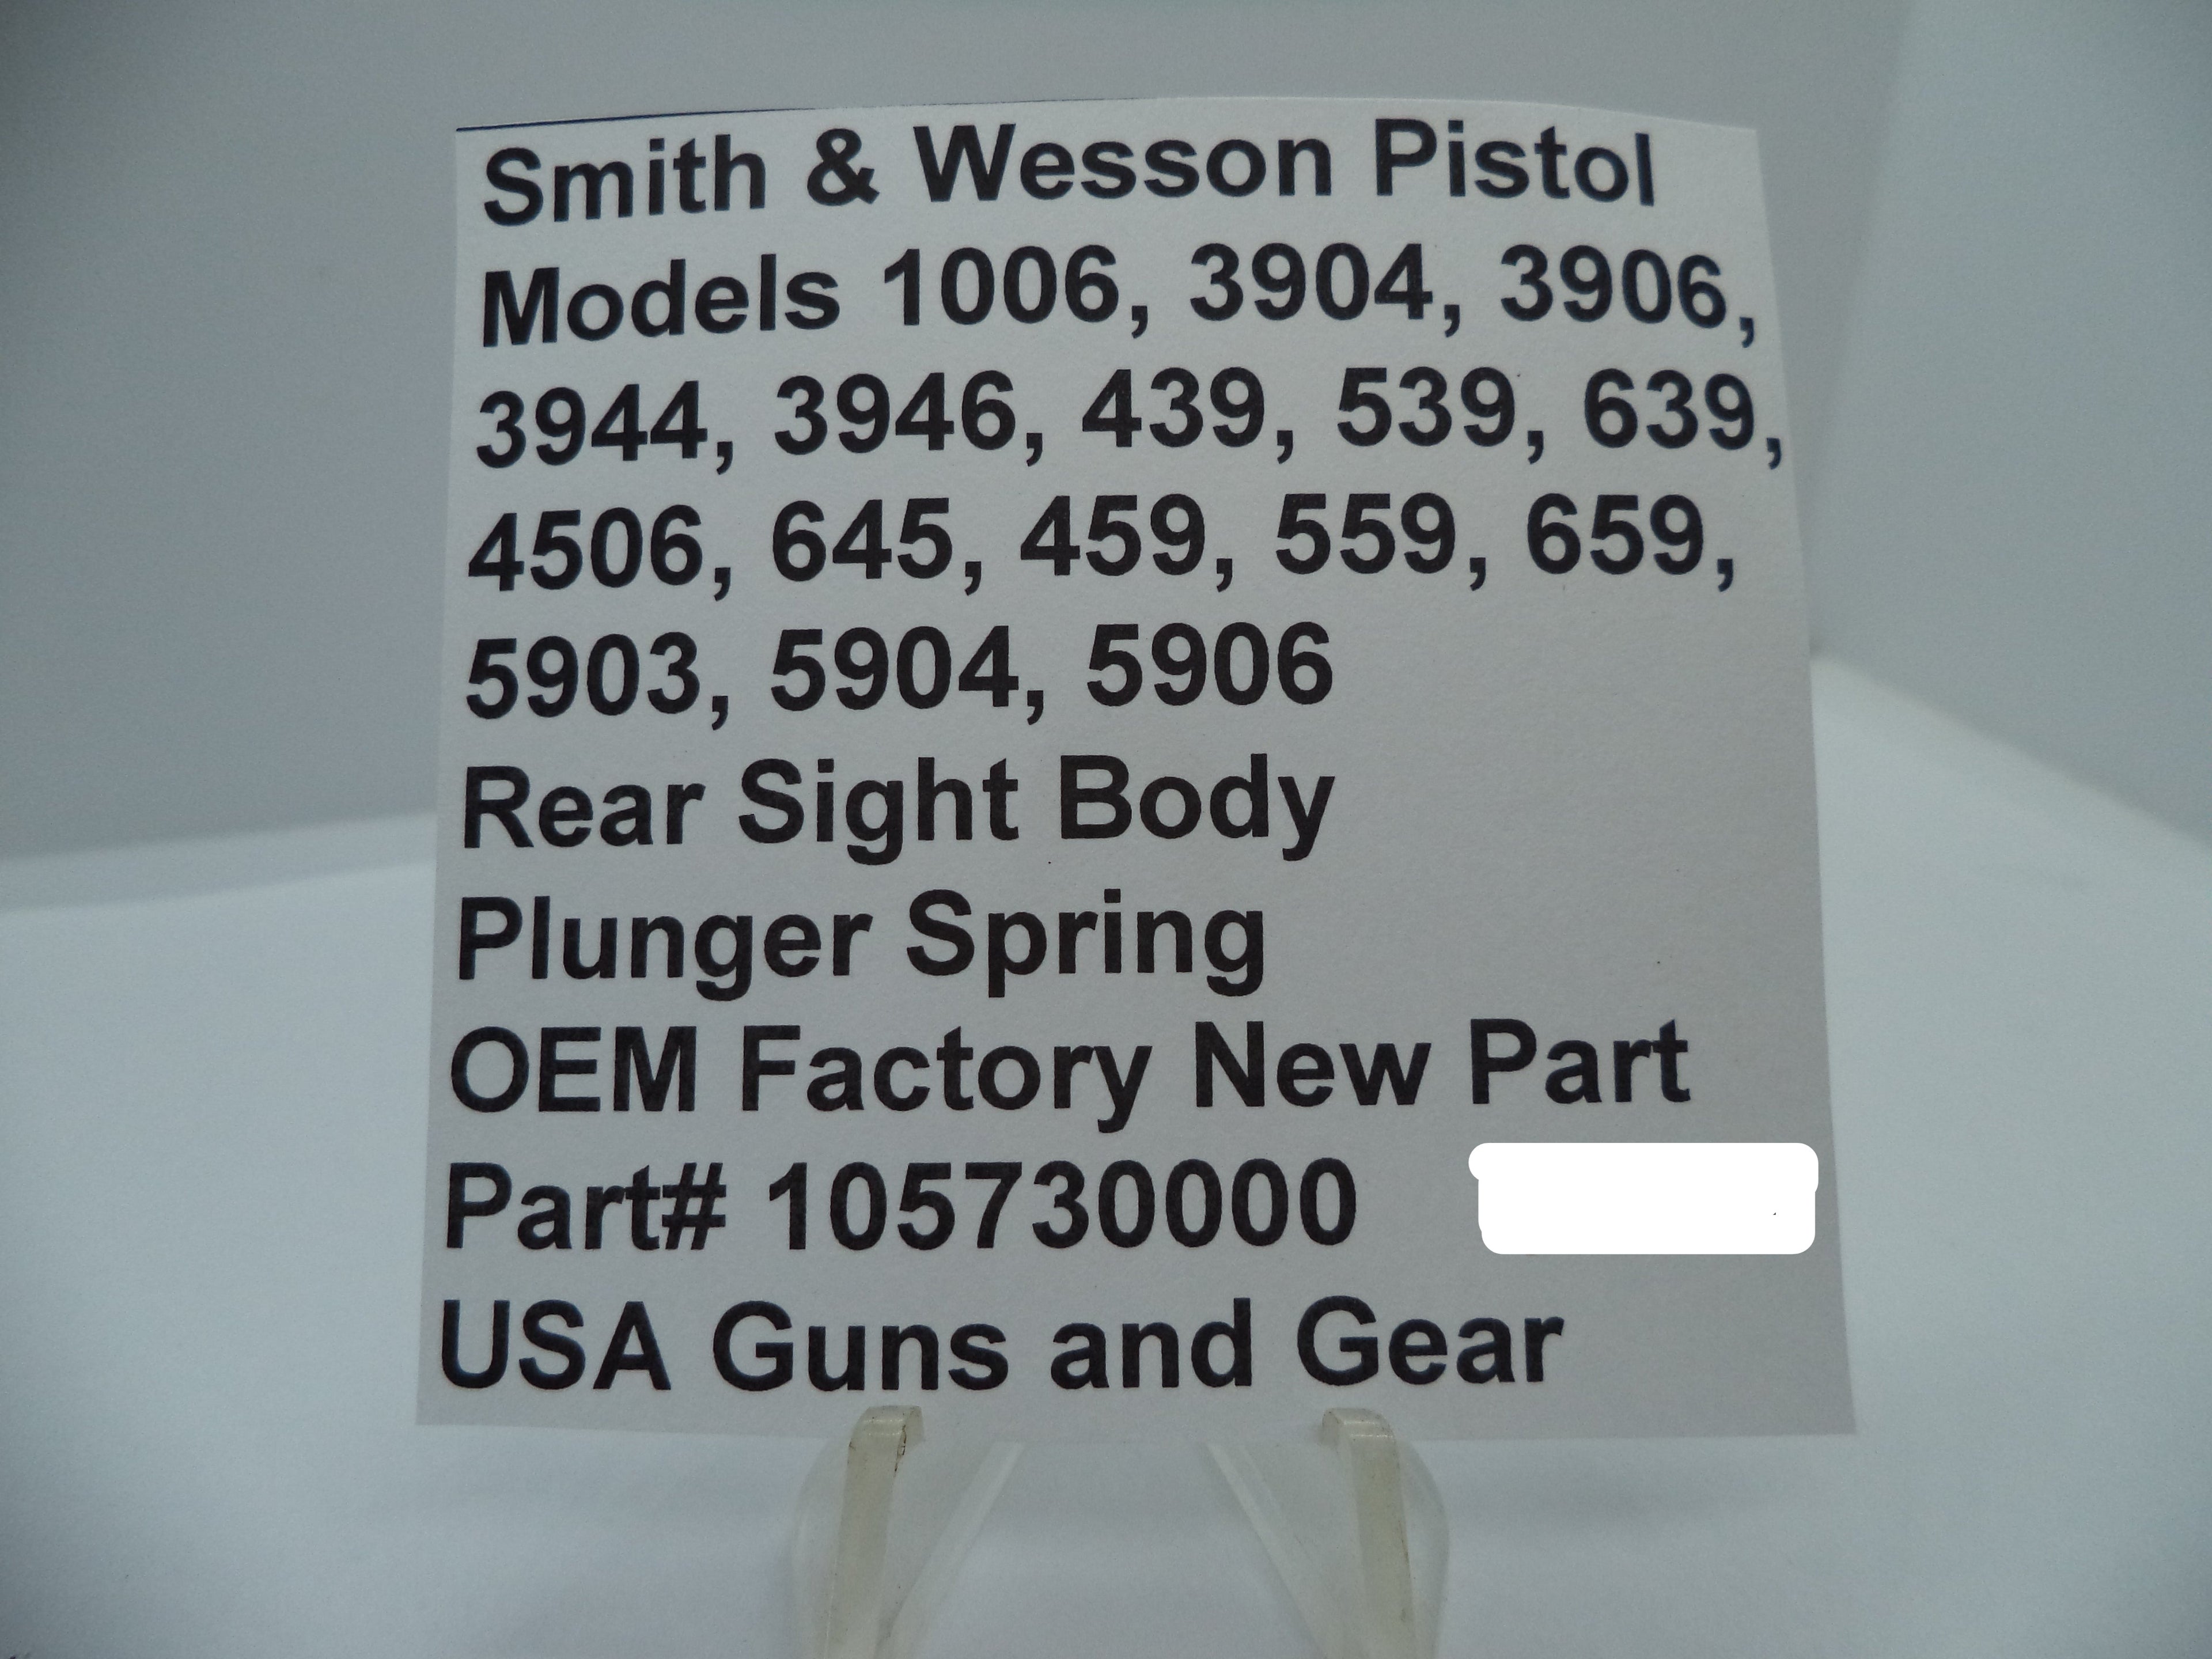 Smith & Wesson Pistol
Models 1006, 3904, 3906,
3944, 3946, 439, 539, 639,
4506, 645, 459, 559, 659,
5903, 5904, 5906
Rear Sight Body
Plunger Spring
OEM Factory New Part
Part# 105730000
USA Guns and Gear